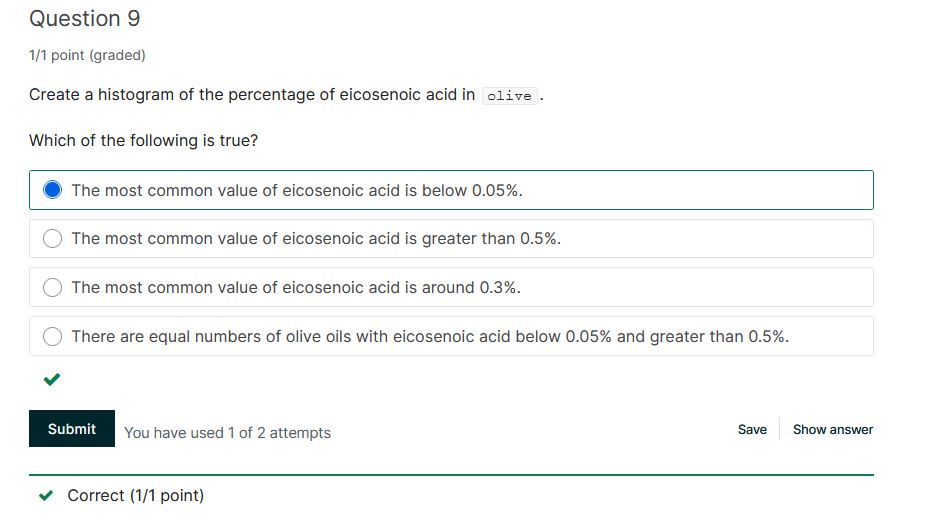 Question 9
1/1 point (graded)
Create a histogram of the percentage of eicosenoic acid in olive .
Which of the following is true?
The most common value of eicosenoic acid is below 0.05%.
The most common value of eicosenoic acid is greater than 0.5%.
The most common value of eicosenoic acid is around 0.3%.
There are equal numbers of olive oils with eicosenoic acid below 0.05% and greater than 0.5%.
Submit You have used 1 of 2 attempts Save Show answer
Correct (1/1 point)